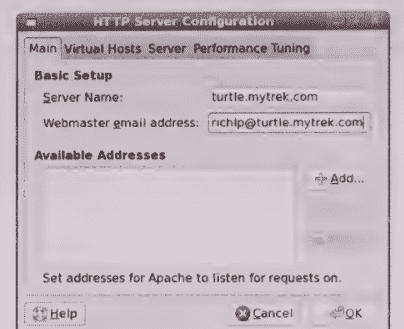 HTTP Server Configuration
Main Virtual Hosts Server Performance Tuning
Basic Setup
Server Name: turtle.mytrek.com
Webmaster email address: richlp@turtle.mytrek.com
Available Addresses
Add...
Set addresses for Apache to listen for requests on.
Help Cancel OK